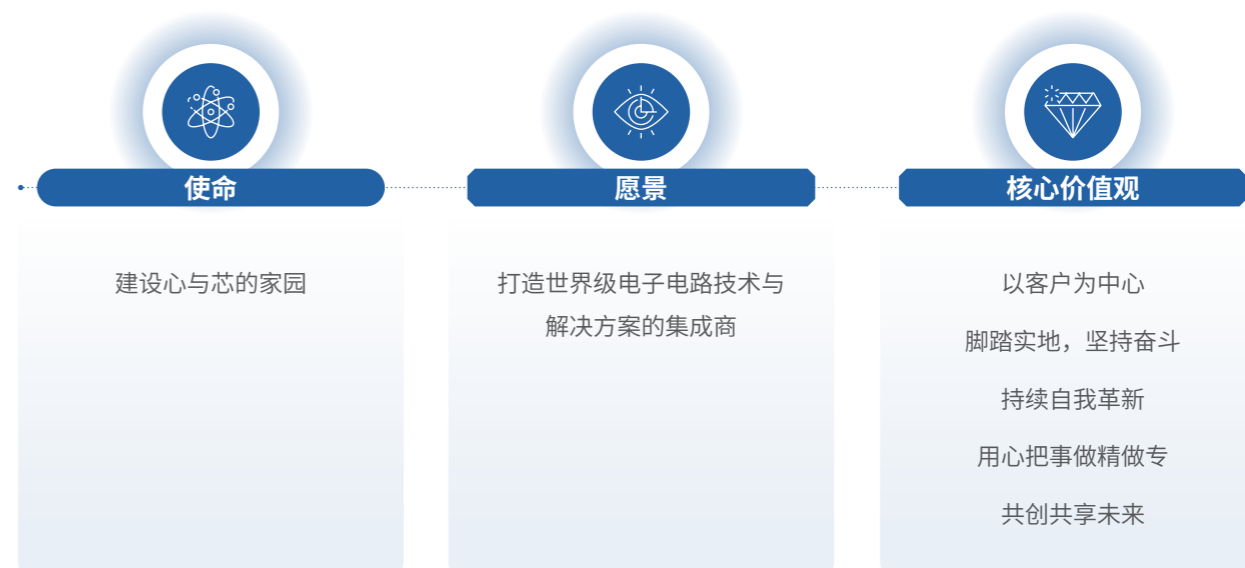 使命
建设心与芯的家园
愿景
打造世界级电子电路技术与
解决方案的集成商
核心价值观
以客户为中心
脚踏实地，坚持奋斗
持续自我革新
用心把事做精做专
共创共享未来